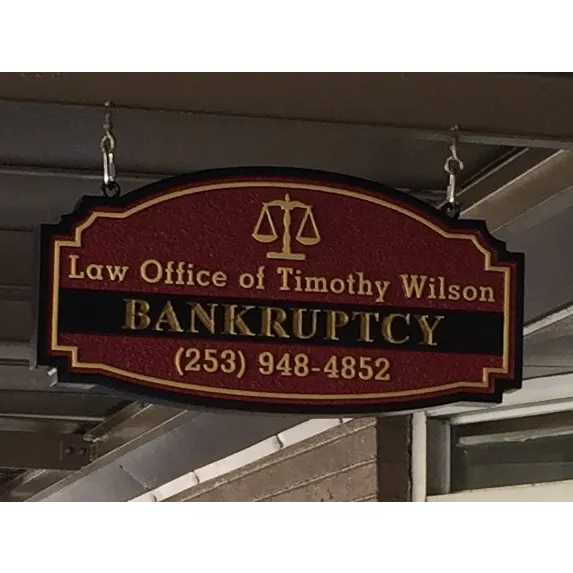 Law Office of Timothy Wilson
BANKRUPTCY
(253) 948-4852